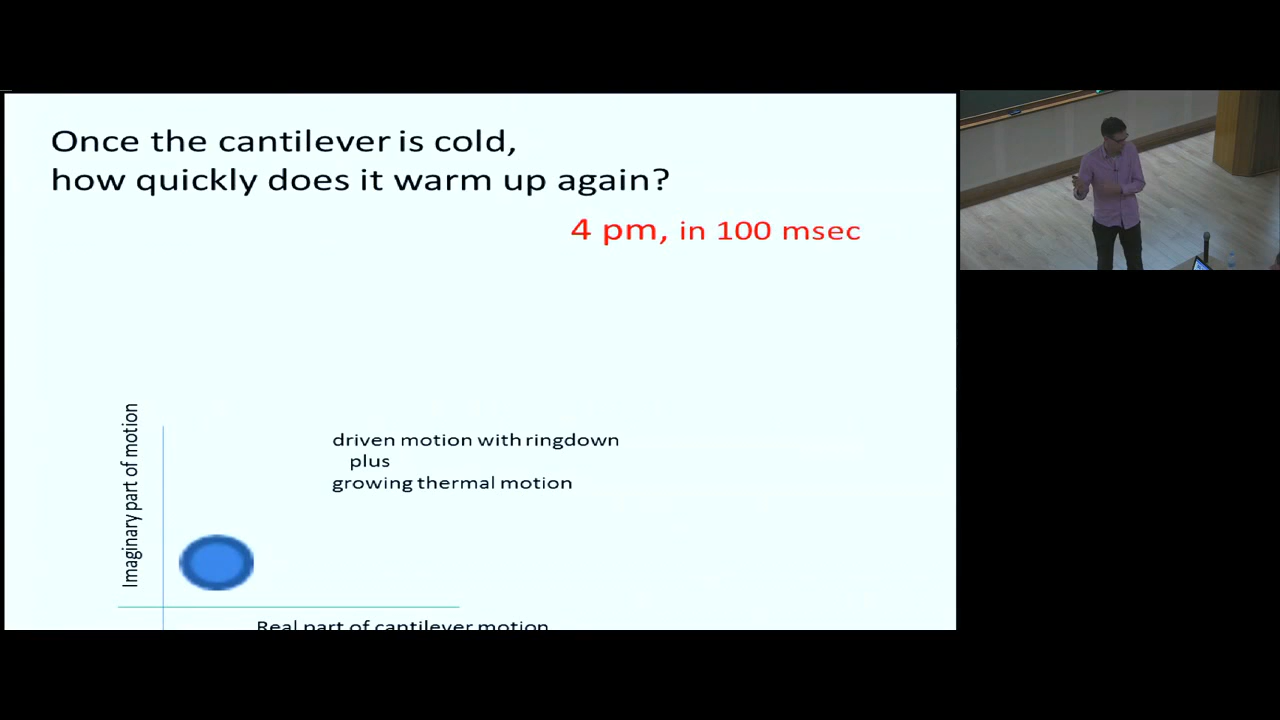 Once the cantilever is cold,
how quickly does it warm up again?
4 pm, in 100 msec
Imaginary part of motion
driven motion with ringdown
plus
growing thermal motion
Real part of cantilever motion